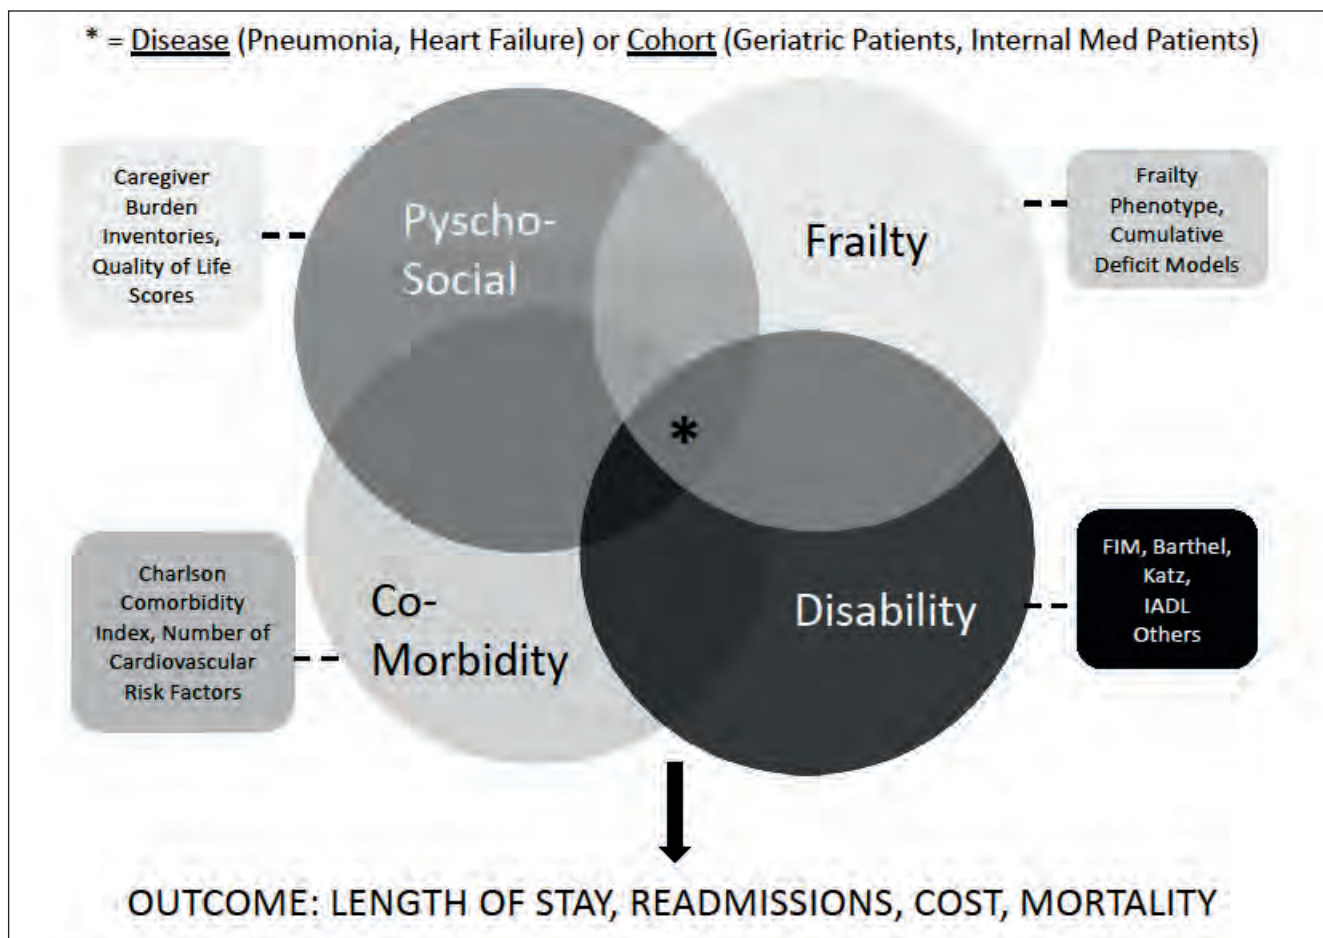 * = Disease (Pneumonia, Heart Failure) or Cohort (Geriatric Patients, Internal Med Patients)
Caregiver
Burden
Inventories,
Quality of Life
Scores
Pyscho-
Social
Frailty
Frailty
Phenotype,
Cumulative
Deficit Models
*
Charlson
Comorbidity
Index, Number of
Cardiovascular
Risk Factors
Co-
Morbidity
Disability
FIM, Barthel,
Katz,
IADL
Others
OUTCOME: LENGTH OF STAY, READMISSIONS, COST, MORTALITY